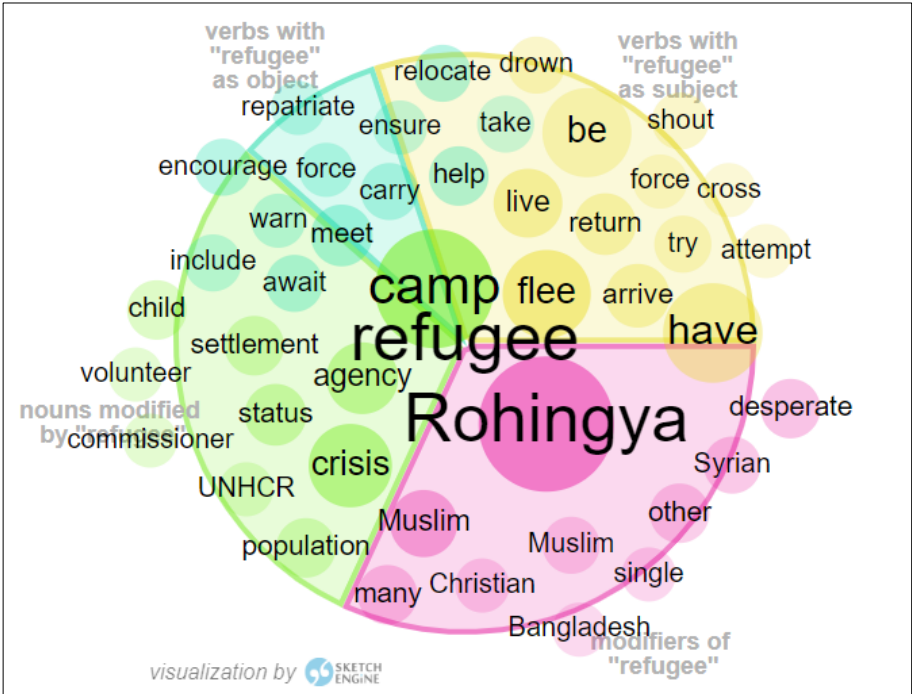 verbs with
"refugee"
as object
verbs with
"refugee"
as subject
relocate
drown
repatriate
ensure
take
be
shout
encourage
force
carry
help
live
force
cross
warn
meet
return
try
attempt
include
await
camp
flee
arrive
child
settlement
refugee
have
volunteer
agency
Rohingya
desperate
nouns modified
by "refugee"
commissioner
status
crisis
Syrian
UNHCR
Muslim
other
population
Muslim
many
Christian
single
Bangladesh
modifiers of
"refugee"
visualization by SKETCH
ENGINE